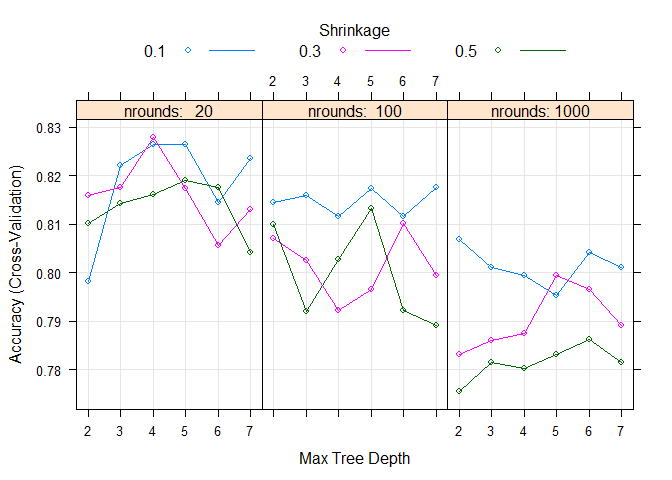 Shrinkage
0.1 0.3 0.5
2 3 4 5 6 7
nrounds: 20 nrounds: 100 nrounds: 1000
0.83
0.82
0.81
0.80
0.79
0.78
Accuracy (Cross-Validation)
2 3 4 5 6 7 2 3 4 5 6 7
Max Tree Depth